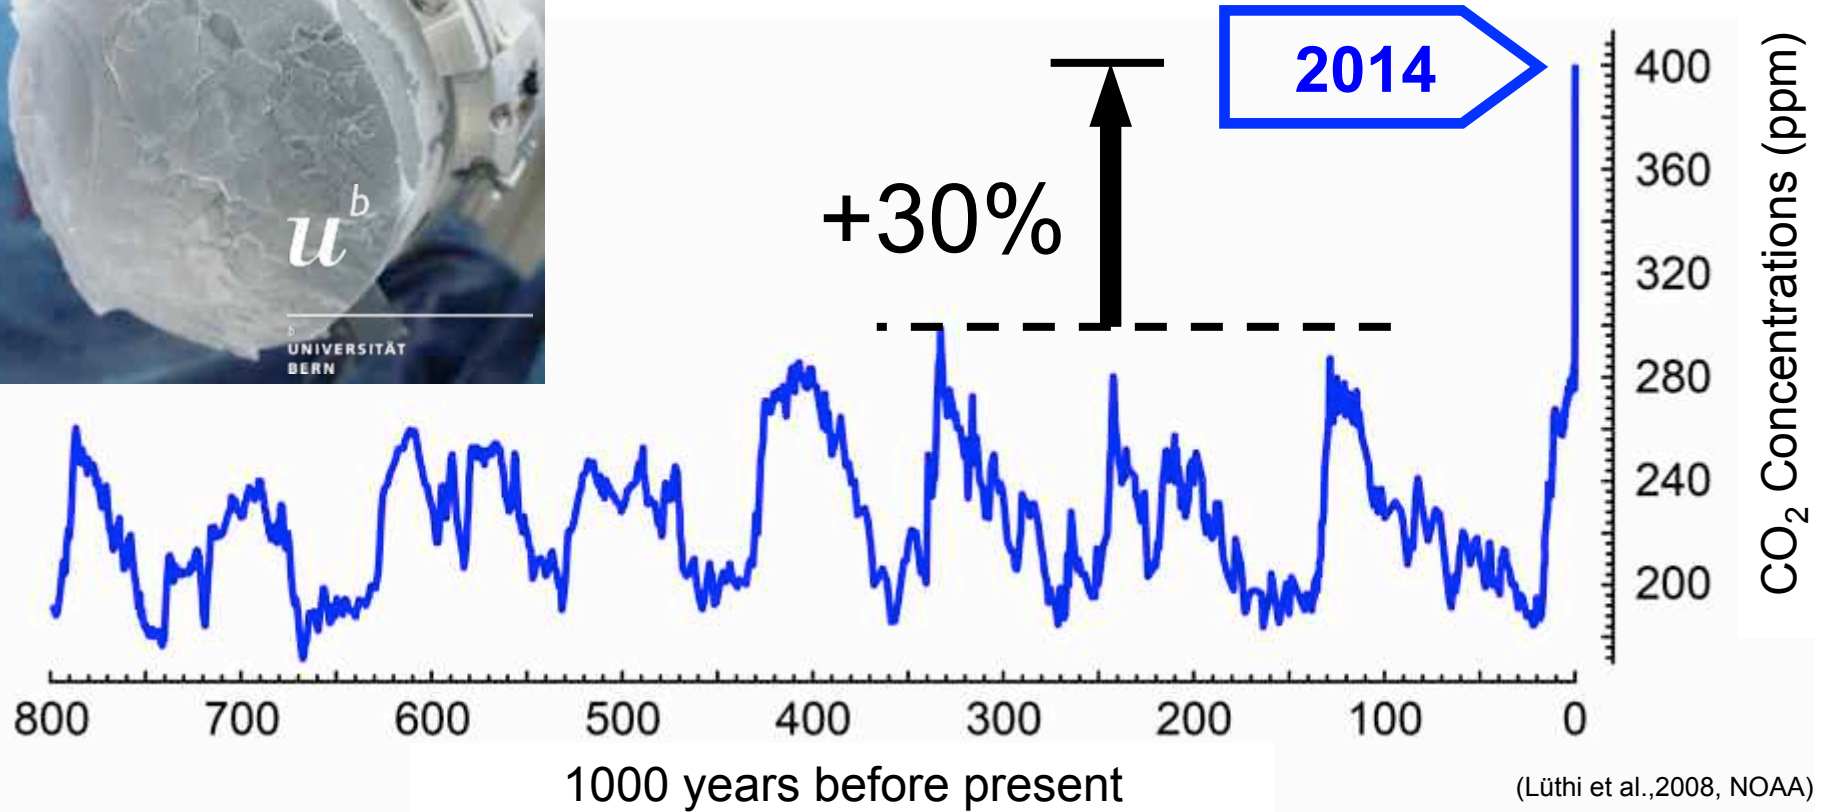 2014
+30%
u^b
b
UNIVERSITÄT
BERN
400
360
320
280
240
200
CO₂ Concentrations (ppm)
800 700 600 500 400 300 200 100 0
1000 years before present
(Lüthi et al.,2008, NOAA)